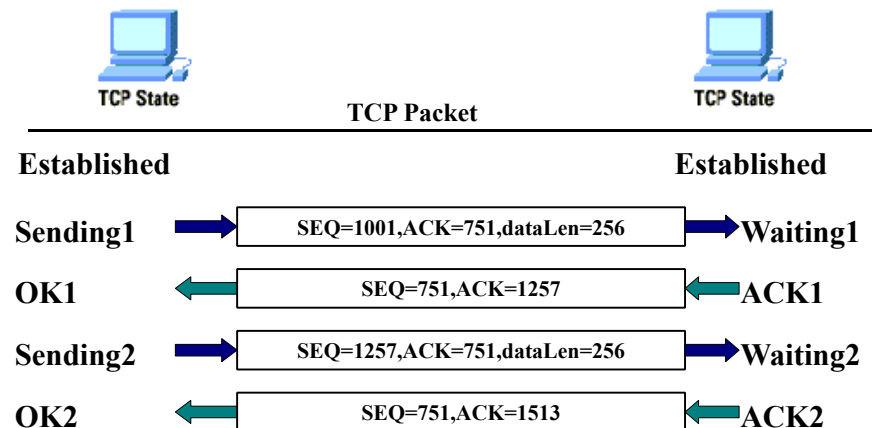 TCP State
TCP State
TCP Packet
Established
Established
Sending1
SEQ=1001,ACK=751,dataLen=256
Waiting1
OK1
SEQ=751,ACK=1257
ACK1
Sending2
SEQ=1257,ACK=751,dataLen=256
Waiting2
OK2
SEQ=751,ACK=1513
ACK2